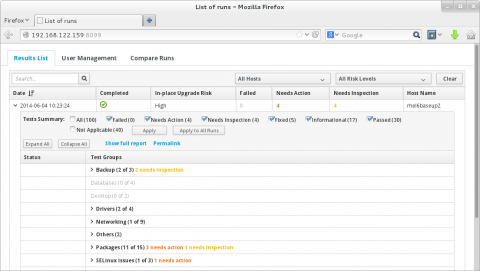 List of runs - Mozilla Firefox
Firefox List of runs
192.168.122.159:8099 Google
Results List User Management Compare Runs
Search... All Hosts All Risk Levels Clear
Date Completed In-place Upgrade Risk Failed Needs Action Needs Inspection Host Name
2014-06-04 10:23:24 High 0 4 4 rhel6baseup2
Tests Summary: All (100) Failed(0) Needs Action (4) Needs Inspection (4) Fixed (5) Informational (17) Passed (30)
Not Applicable (40) Apply Apply to all Runs
Expand All Collapse All Show full report Permalink
Status Test Groups
Backup (2 of 3) 2 needs inspection
Databases (0 of 4)
Desktop (0 of 2)
Drivers (2 of 4)
Networking (1 of 9)
Others (3)
Packages (11 of 15) 3 needs action 1 needs inspection
SELinux Issues (1 of 3) 1 needs action